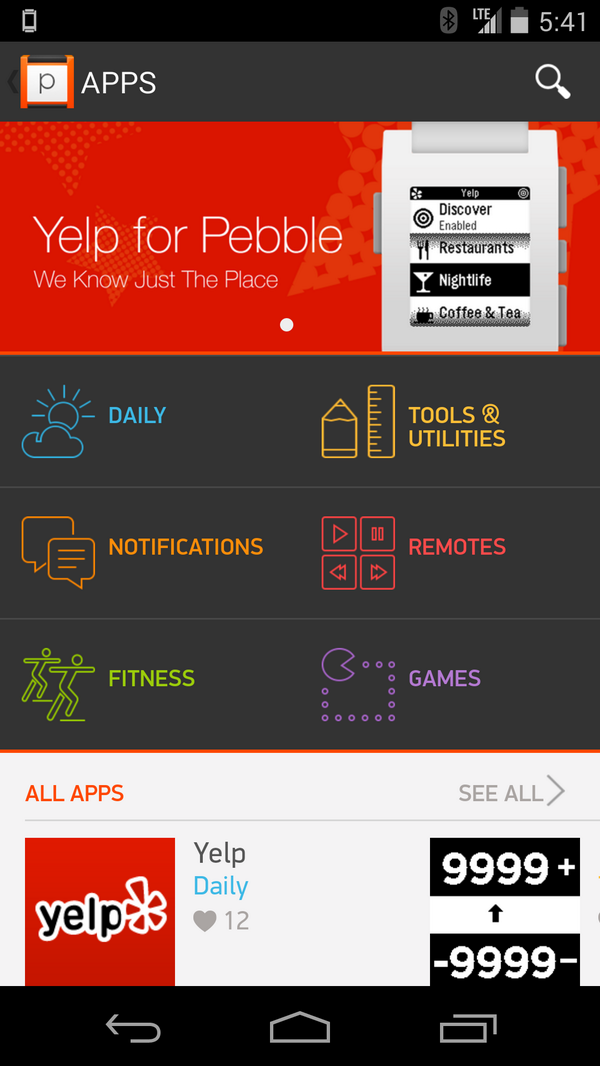 LTE 5:41
p APPS
Yelp for Pebble
We Know Just The Place
Yelp
Discover
Enabled
Restaurants
Nightlife
Coffee & Tea
DAILY
TOOLS &
UTILITIES
NOTIFICATIONS
REMOTES
FITNESS
GAMES
ALL APPS
SEE ALL
yelp
Yelp
Daily
12
9999 +
-9999 -